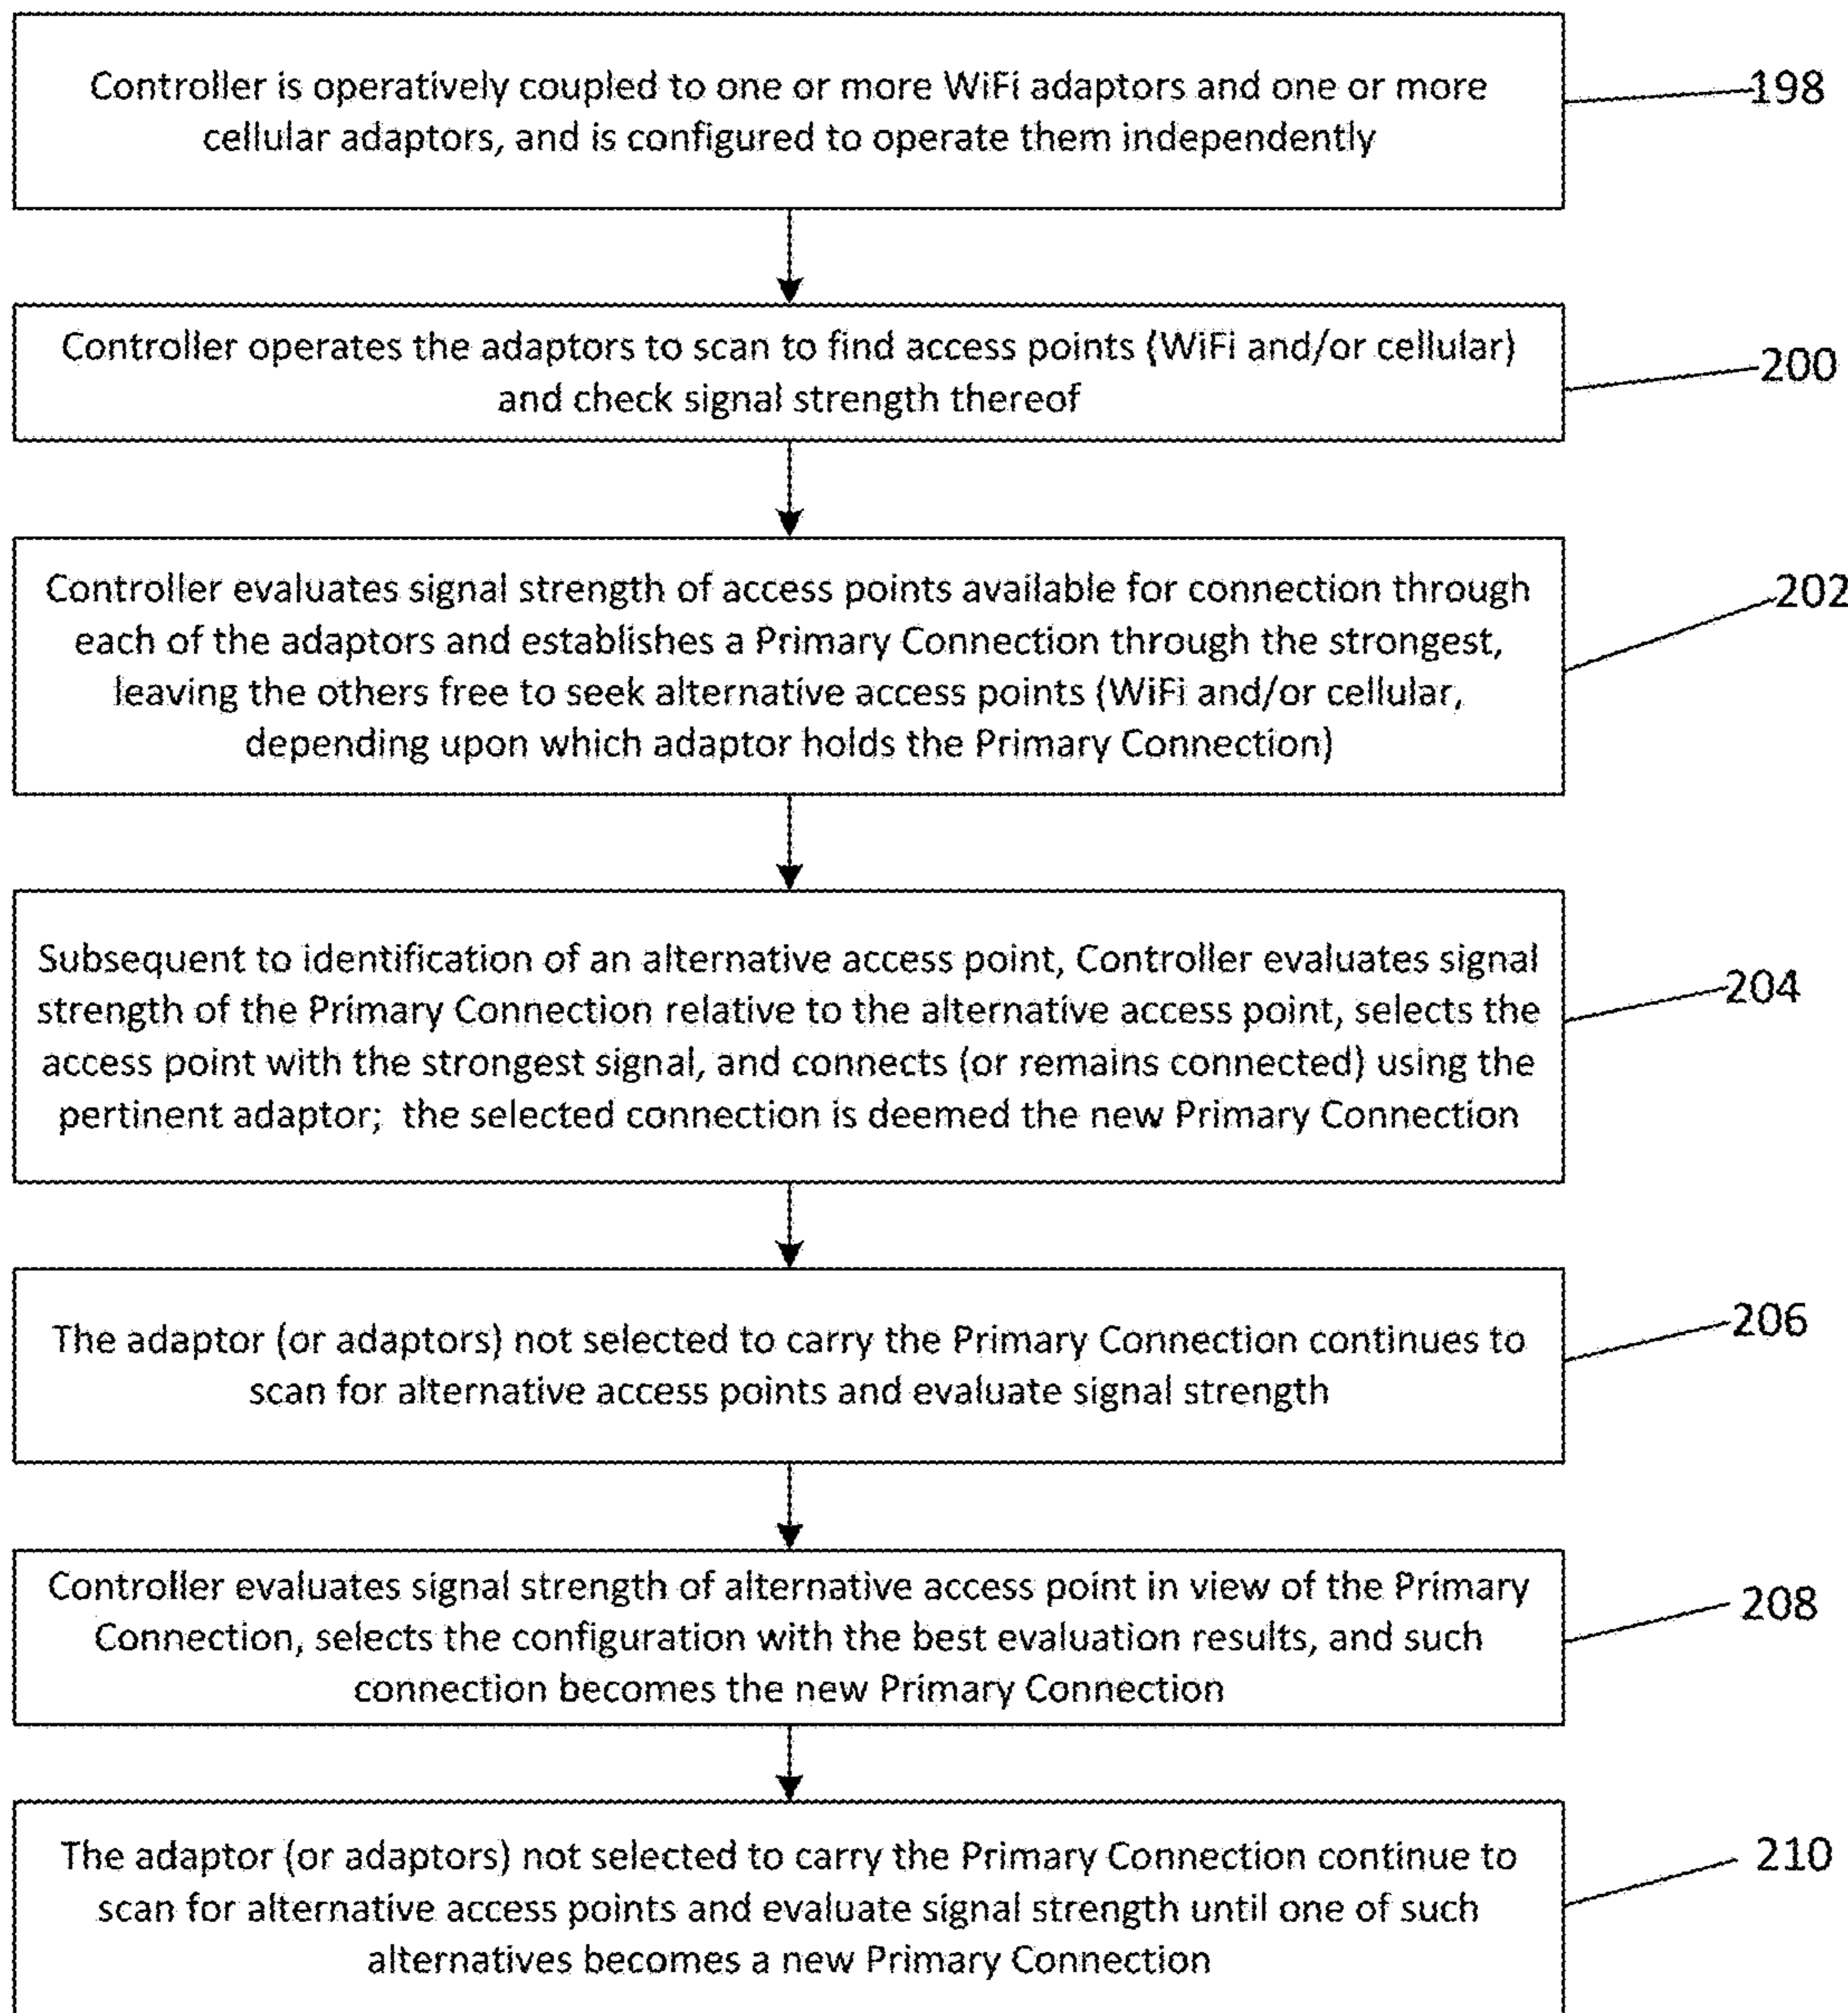 Controller is operatively coupled to one or more WiFi adaptors and one or more
cellular adaptors, and is configured to operate them independently
198
Controller operates the adaptors to scan to find access points (WiFi and/or cellular)
and check signal strength thereof
200
Controller evaluates signal strength of access points available for connection through
each of the adaptors and establishes a Primary Connection through the strongest,
leaving the others free to seek alternative access points (WiFi and/or cellular,
depending upon which adaptor holds the Primary Connection)
202
Subsequent to identification of an alternative access point, Controller evaluates signal
strength of the Primary Connection relative to the alternative access point, selects the
access point with the strongest signal, and connects (or remains connected) using the
pertinent adaptor; the selected connection is deemed the new Primary Connection
204
The adaptor (or adaptors) not selected to carry the Primary Connection continues to
scan for alternative access points and evaluate signal strength
206
Controller evaluates signal strength of alternative access point in view of the Primary
Connection, selects the configuration with the best evaluation results, and such
connection becomes the new Primary Connection
208
The adaptor (or adaptors) not selected to carry the Primary Connection continue to
scan for alternative access points and evaluate signal strength until one of such
alternatives becomes a new Primary Connection
210